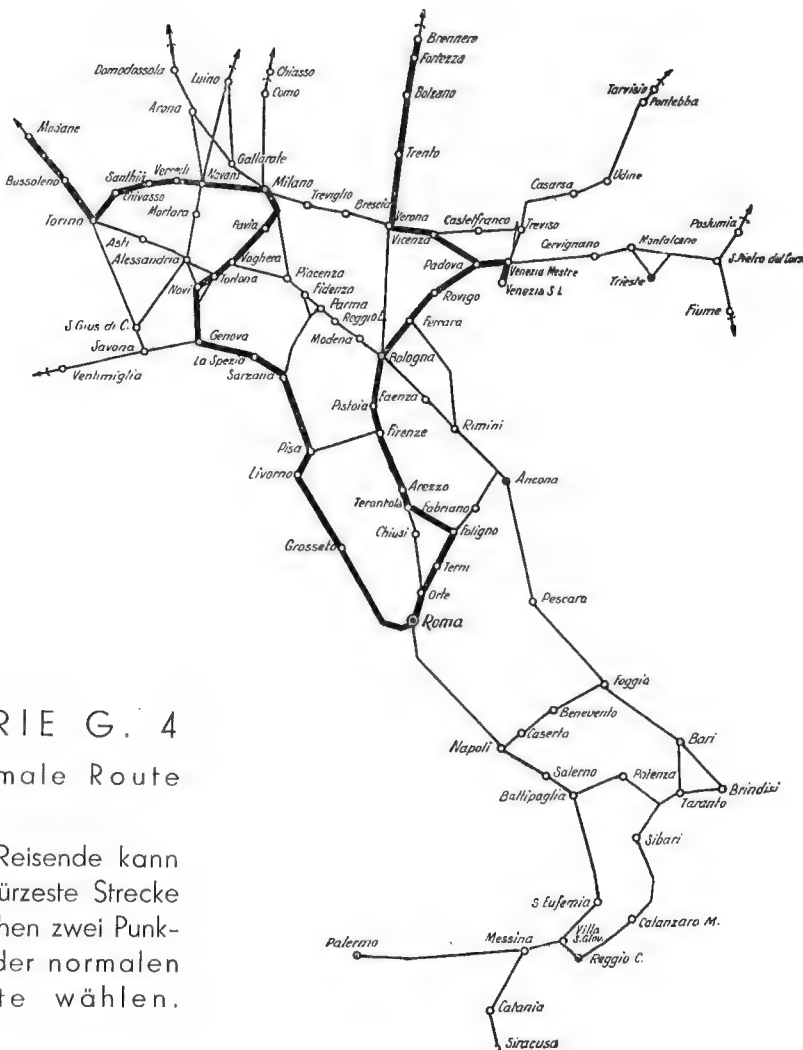 Brennero
Fortezza
Domodossola
Luino
Chiasso
Como
Bolzano
Tarvisio
Pontebba
Arona
Modane
Gallarate
Trento
Santhià
Vercelli
Novara
Milano
Casarsa
Udine
Bussoleno
Chivasso
Treviglio
Brescia
Verona
Castelfranco
Treviso
Postumia
Torino
Mortara
Pavia
Vicenza
Cervignano
Monfalcone
Asti
Alessandria
Voghera
Piacenza
Padova
Venezia Mestre
S. Pietro del Carso
Novi
Tortona
Fidenza
Venezia S.L.
Trieste
Parma
Rovigo
Reggio E.
Ferrara
Fiume
S. Gius di C.
Genova
Modena
Savona
La Spezia
Bologna
Ventimiglia
Sarzana
Pistoia
Faenza
Rimini
Firenze
Pisa
Livorno
Arezzo
Ancona
Terontola
Fabriano
Chiusi
Foligno
Grosseto
Terni
Orte
Pescara
Roma
Foggia
RIE G. 4
Benevento
Caserta
Bari
Napoli
male Route
Salerno
Potenza
Brindisi
Battipaglia
Taranto
Reisende kann
Sibari
ürzeste Strecke
hen zwei Punk-
S. Eufemia
Catanzaro M.
der normalen
Palermo
Messina
Villa
S. Giov.
Reggio C.
te wählen.
Catania
Siracusa